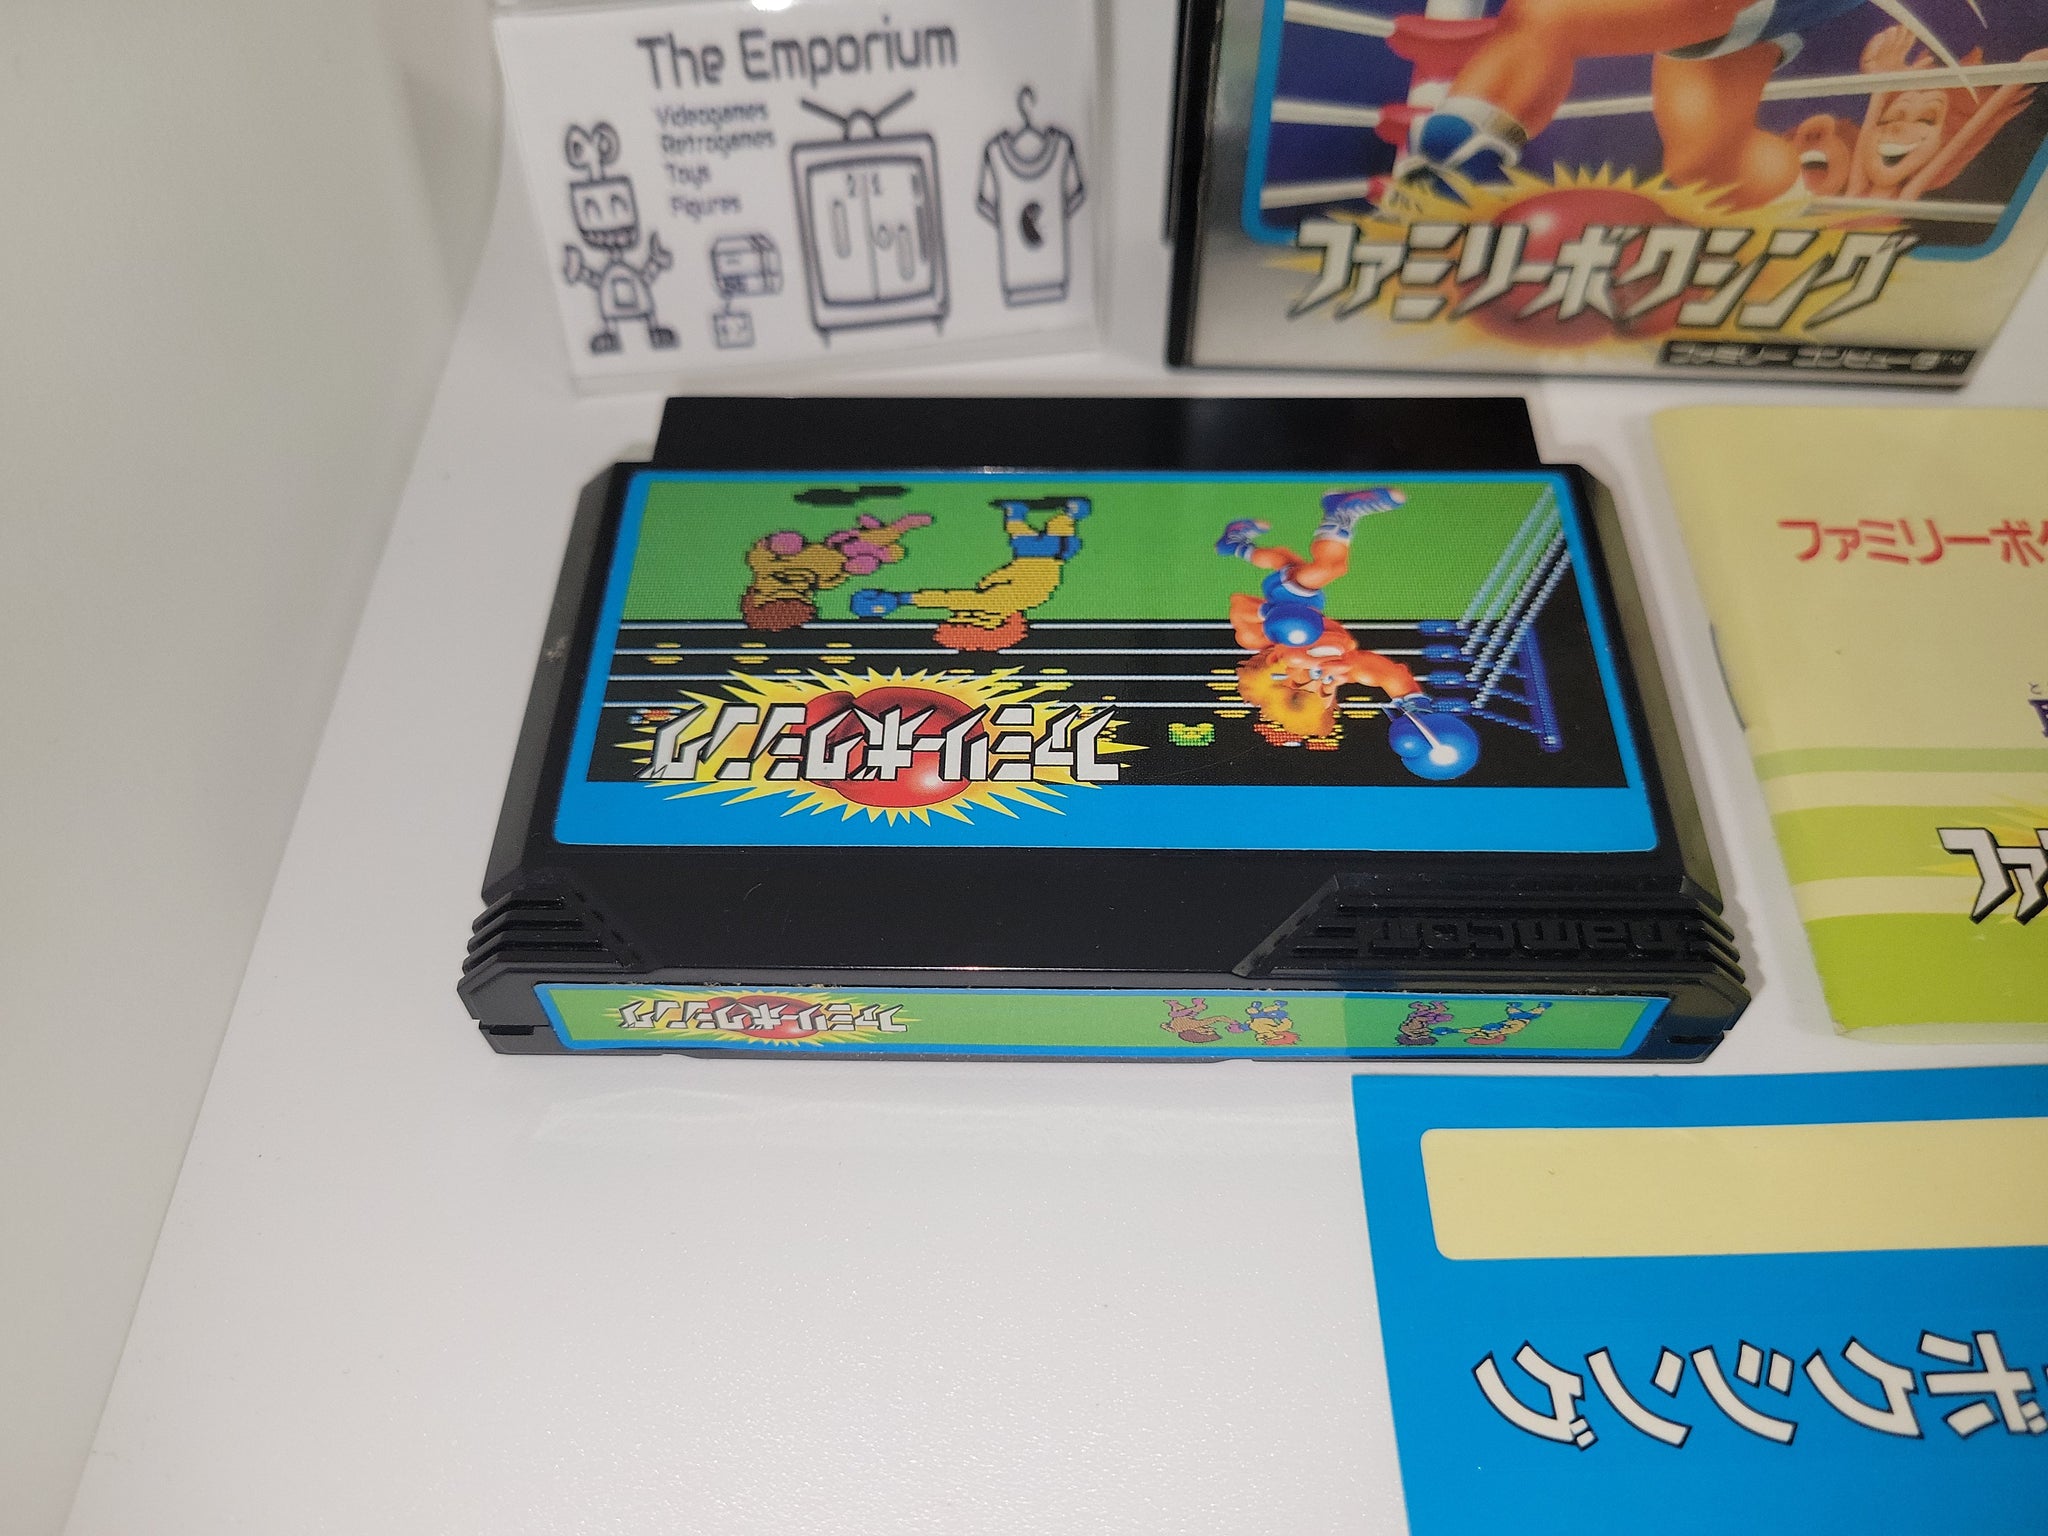 The Emporium
Videogames
Retrogames
Toys
Figures
ファミリーボクシング
ファミリー コンピュータ
ファミリーボクシング
namcot
ファミリーボクシング
ファミリーボ
ファミ
ボクシング